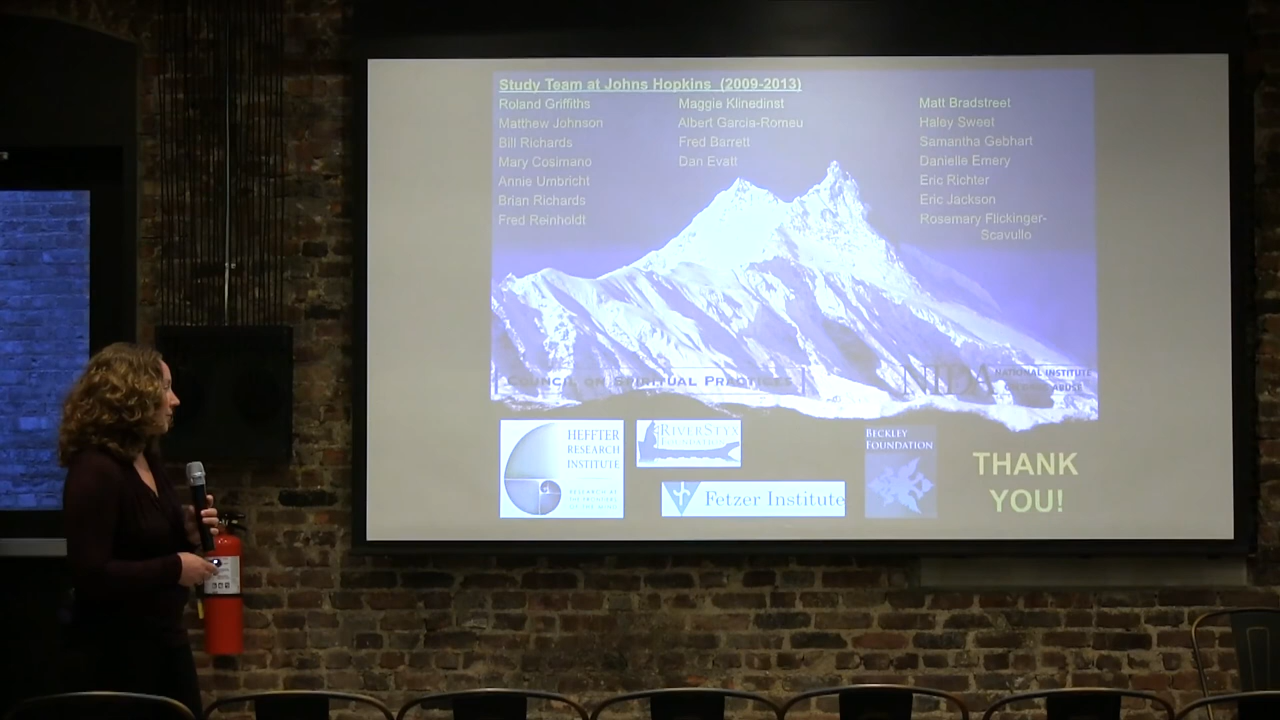 Study Team at Johns Hopkins (2009-2013)
Roland Griffiths
Matthew Johnson
Bill Richards
Mary Cosimano
Annie Umbricht
Brian Richards
Fred Reinholdt
Maggie Klinedinst
Albert Garcia-Romeu
Fred Barrett
Dan Evatt
Matt Bradstreet
Haley Sweet
Samantha Gebhart
Danielle Emery
Eric Richter
Eric Jackson
Rosemary Flickinger-
Scavullo
COUNCIL ON SPIRITUAL PRACTICES
NIDA
NATIONAL INSTITUTE
ON DRUG ABUSE
HEFFTER
RESEARCH
INSTITUTE
RIVERSTYX
FOUNDATION
Fetzer Institute
BECKLEY
FOUNDATION
THANK
YOU!